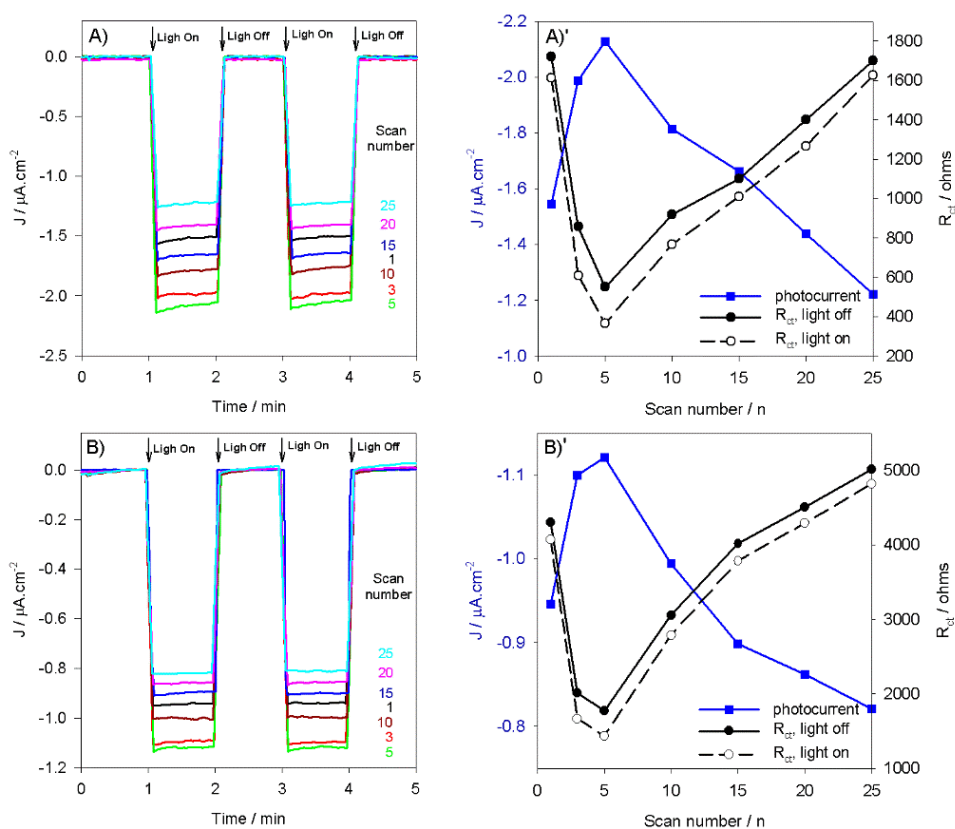 A)
Ligh On Ligh Off Ligh On Ligh Off
0.0
-0.5
-1.0
-1.5
-2.0
-2.5
J / µA.cm-2
Scan
number
25
20
15
1
10
3
5
0 1 2 3 4 5
Time / min
A)'
-2.2
-2.0
-1.8
-1.6
-1.4
-1.2
-1.0
J / µA.cm-2
1800
1600
1400
1200
1000
800
600
400
200
Rct / ohms
photocurrent
Rct, light off
Rct, light on
0 5 10 15 20 25
Scan number / n
B)
Ligh On Ligh Off Ligh On Ligh Off
0.0
-0.2
-0.4
-0.6
-0.8
-1.0
-1.2
J / µA.cm-2
Scan
number
25
20
15
1
10
3
5
0 1 2 3 4 5
Time / min
B)'
-1.1
-1.0
-0.9
-0.8
J / µA.cm-2
5000
4000
3000
2000
1000
Rct / ohms
photocurrent
Rct, light off
Rct, light on
0 5 10 15 20 25
Scan number / n